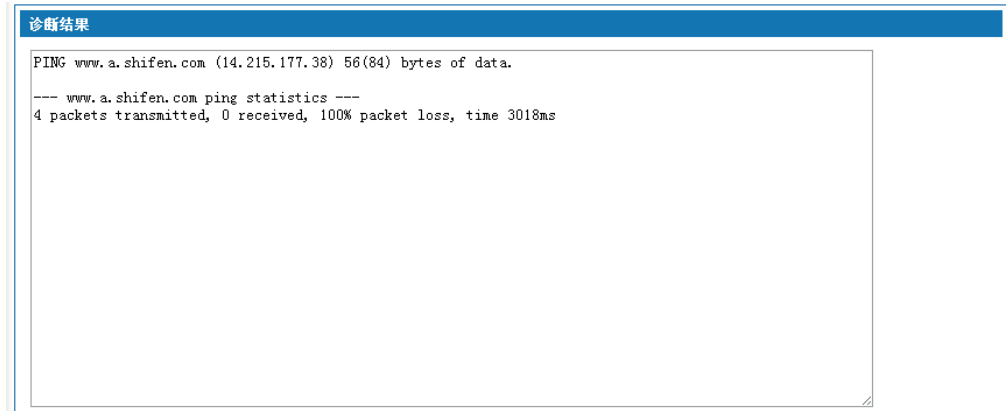 诊断结果
PING www.a.shifen.com (14.215.177.38) 56(84) bytes of data.
--- www.a.shifen.com ping statistics ---
4 packets transmitted, 0 received, 100% packet loss, time 3018ms